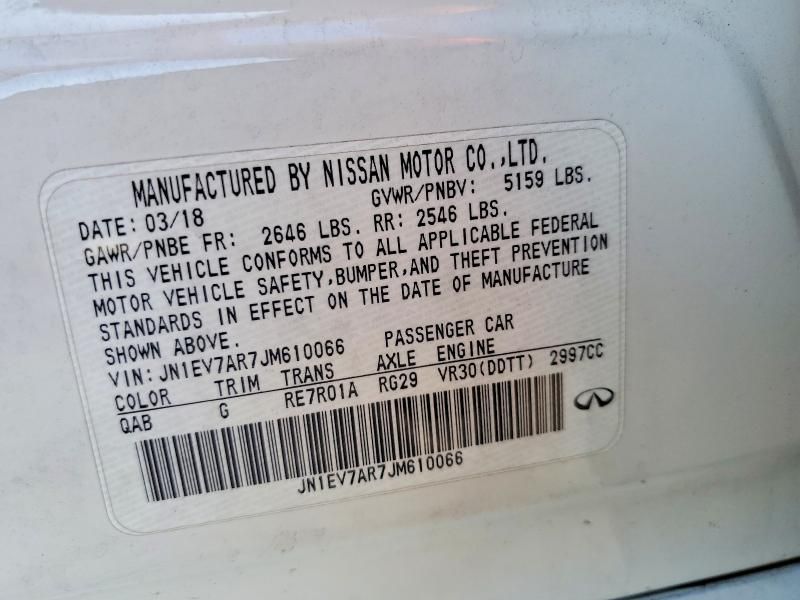 MANUFACTURED BY NISSAN MOTOR CO.,LTD.
DATE: 03/18 GVWR/PNBV: 5159 LBS.
GAWR/PNBE FR: 2646 LBS. RR: 2546 LBS.
THIS VEHICLE CONFORMS TO ALL APPLICABLE FEDERAL
MOTOR VEHICLE SAFETY,BUMPER,AND THEFT PREVENTION
STANDARDS IN EFFECT ON THE DATE OF MANUFACTURE
SHOWN ABOVE.
VIN: JN1EV7AR7JM610066 PASSENGER CAR
COLOR TRIM TRANS AXLE ENGINE
QAB G RE7R01A RG29 VR30(DDTT) 2997CC
JN1EV7AR7JM610066